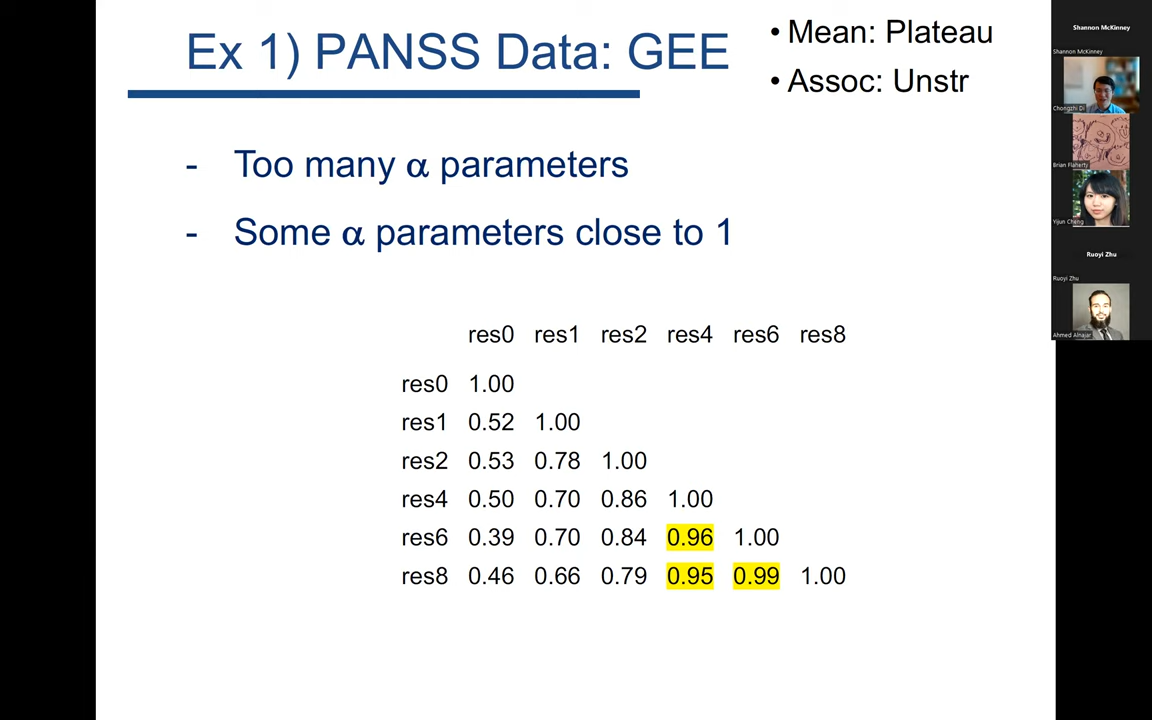 Ex 1) PANSS Data: GEE
• Mean: Plateau
• Assoc: Unstr
- Too many α parameters
- Some α parameters close to 1
res0 res1 res2 res4 res6 res8
res0 1.00
res1 0.52 1.00
res2 0.53 0.78 1.00
res4 0.50 0.70 0.86 1.00
res6 0.39 0.70 0.84 0.96 1.00
res8 0.46 0.66 0.79 0.95 0.99 1.00
Shannon McKinney
Shannon McKinney
Chongzhi Di
Brian Flaherty
Yijun Cheng
Ruoyi Zhu
Ruoyi Zhu
Ahmed Alnajar